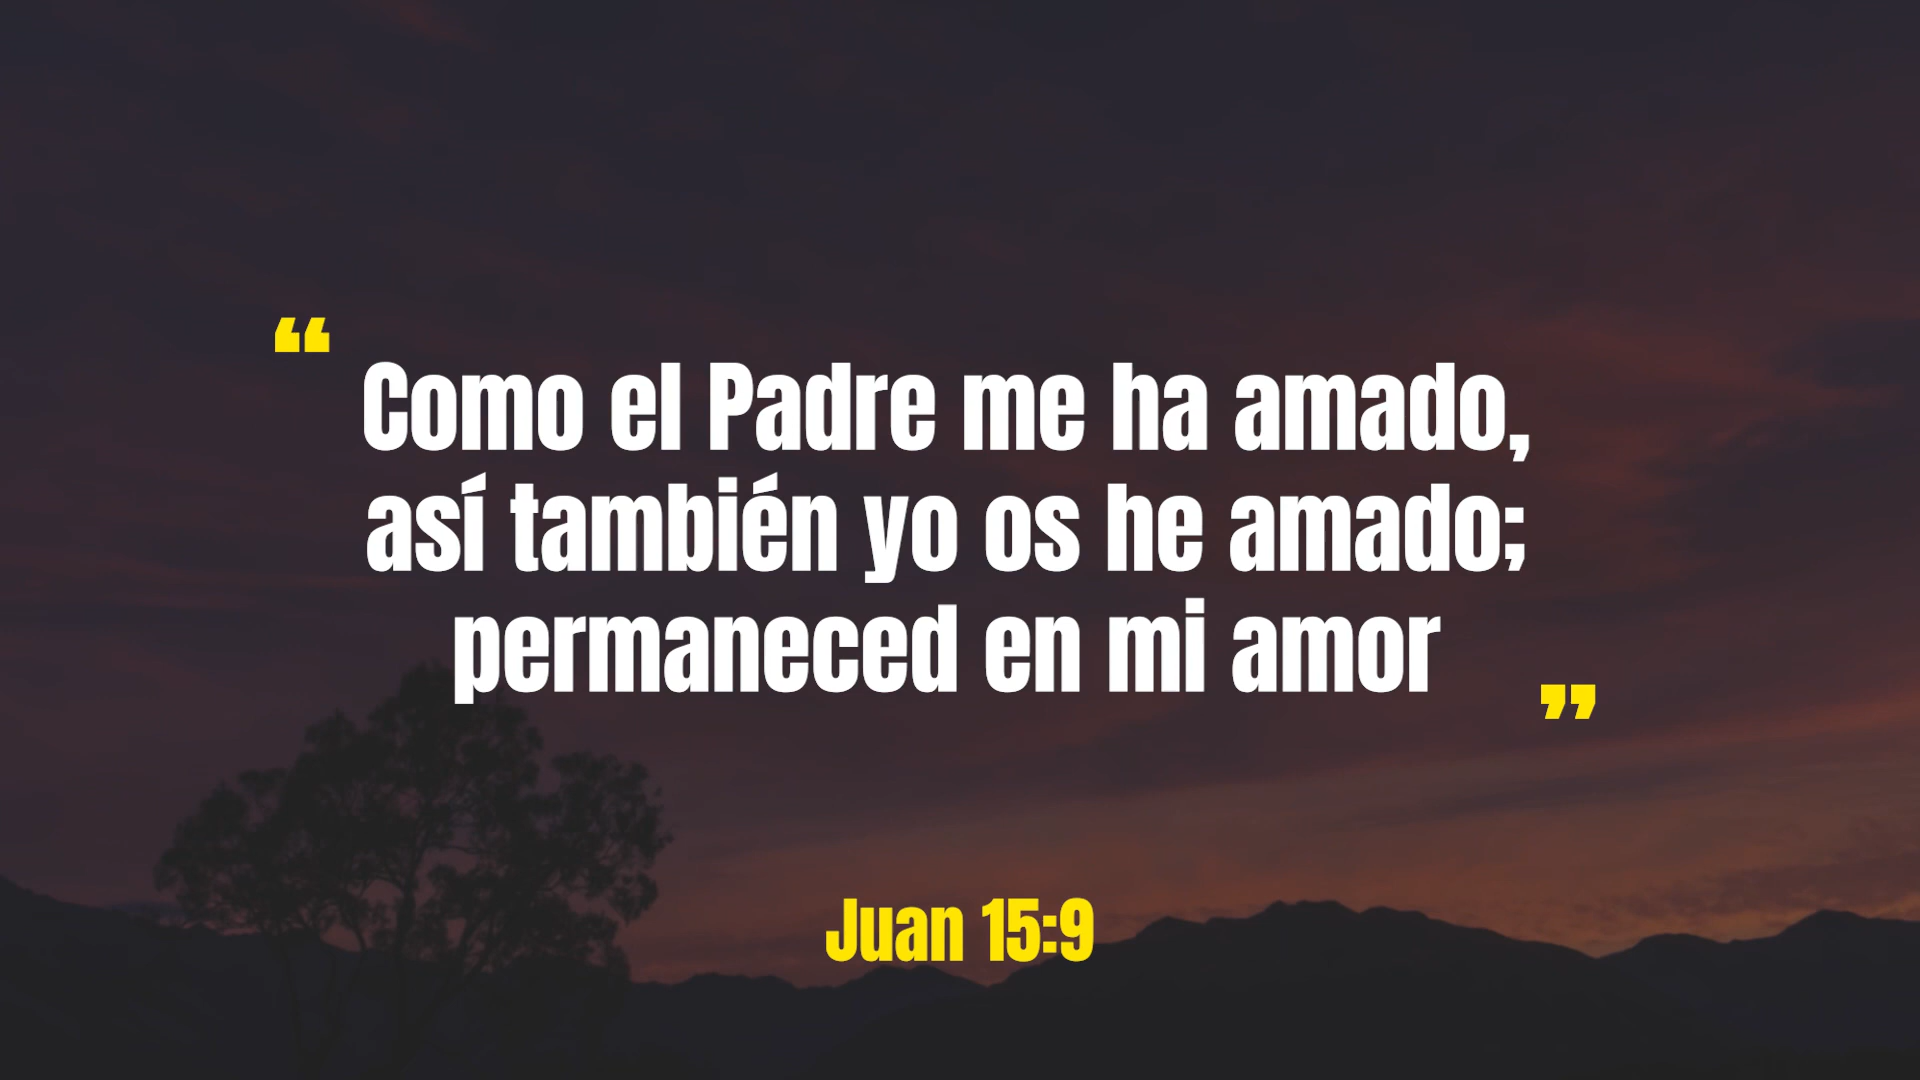 “Como el Padre me ha amado,
así también yo os he amado;
permaneced en mi amor”
Juan 15:9